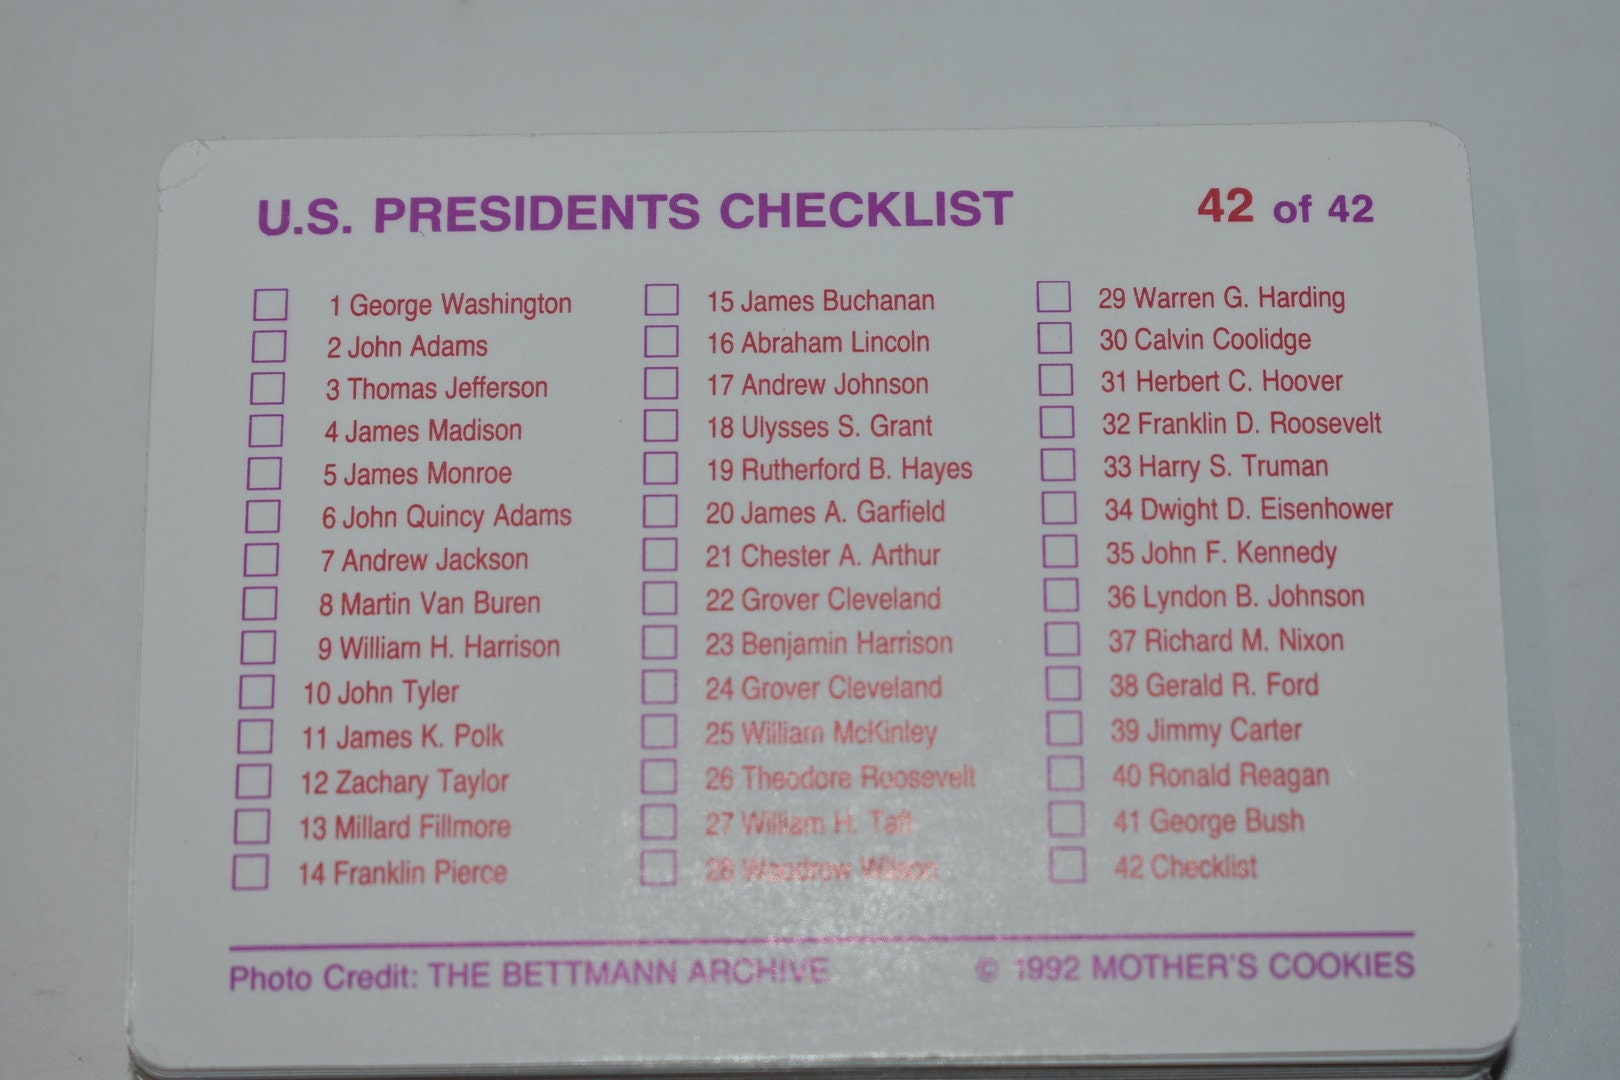 U.S. PRESIDENTS CHECKLIST
42 of 42
1 George Washington
2 John Adams
3 Thomas Jefferson
4 James Madison
5 James Monroe
6 John Quincy Adams
7 Andrew Jackson
8 Martin Van Buren
9 William H. Harrison
10 John Tyler
11 James K. Polk
12 Zachary Taylor
13 Millard Fillmore
14 Franklin Pierce
15 James Buchanan
16 Abraham Lincoln
17 Andrew Johnson
18 Ulysses S. Grant
19 Rutherford B. Hayes
20 James A. Garfield
21 Chester A. Arthur
22 Grover Cleveland
23 Benjamin Harrison
24 Grover Cleveland
25 William McKinley
26 Theodore Roosevelt
27 William H. Taft
28 Woodrow Wilson
29 Warren G. Harding
30 Calvin Coolidge
31 Herbert C. Hoover
32 Franklin D. Roosevelt
33 Harry S. Truman
34 Dwight D. Eisenhower
35 John F. Kennedy
36 Lyndon B. Johnson
37 Richard M. Nixon
38 Gerald R. Ford
39 Jimmy Carter
40 Ronald Reagan
41 George Bush
42 Checklist
Photo Credit: THE BETTMANN ARCHIVE
© 1992 MOTHER'S COOKIES